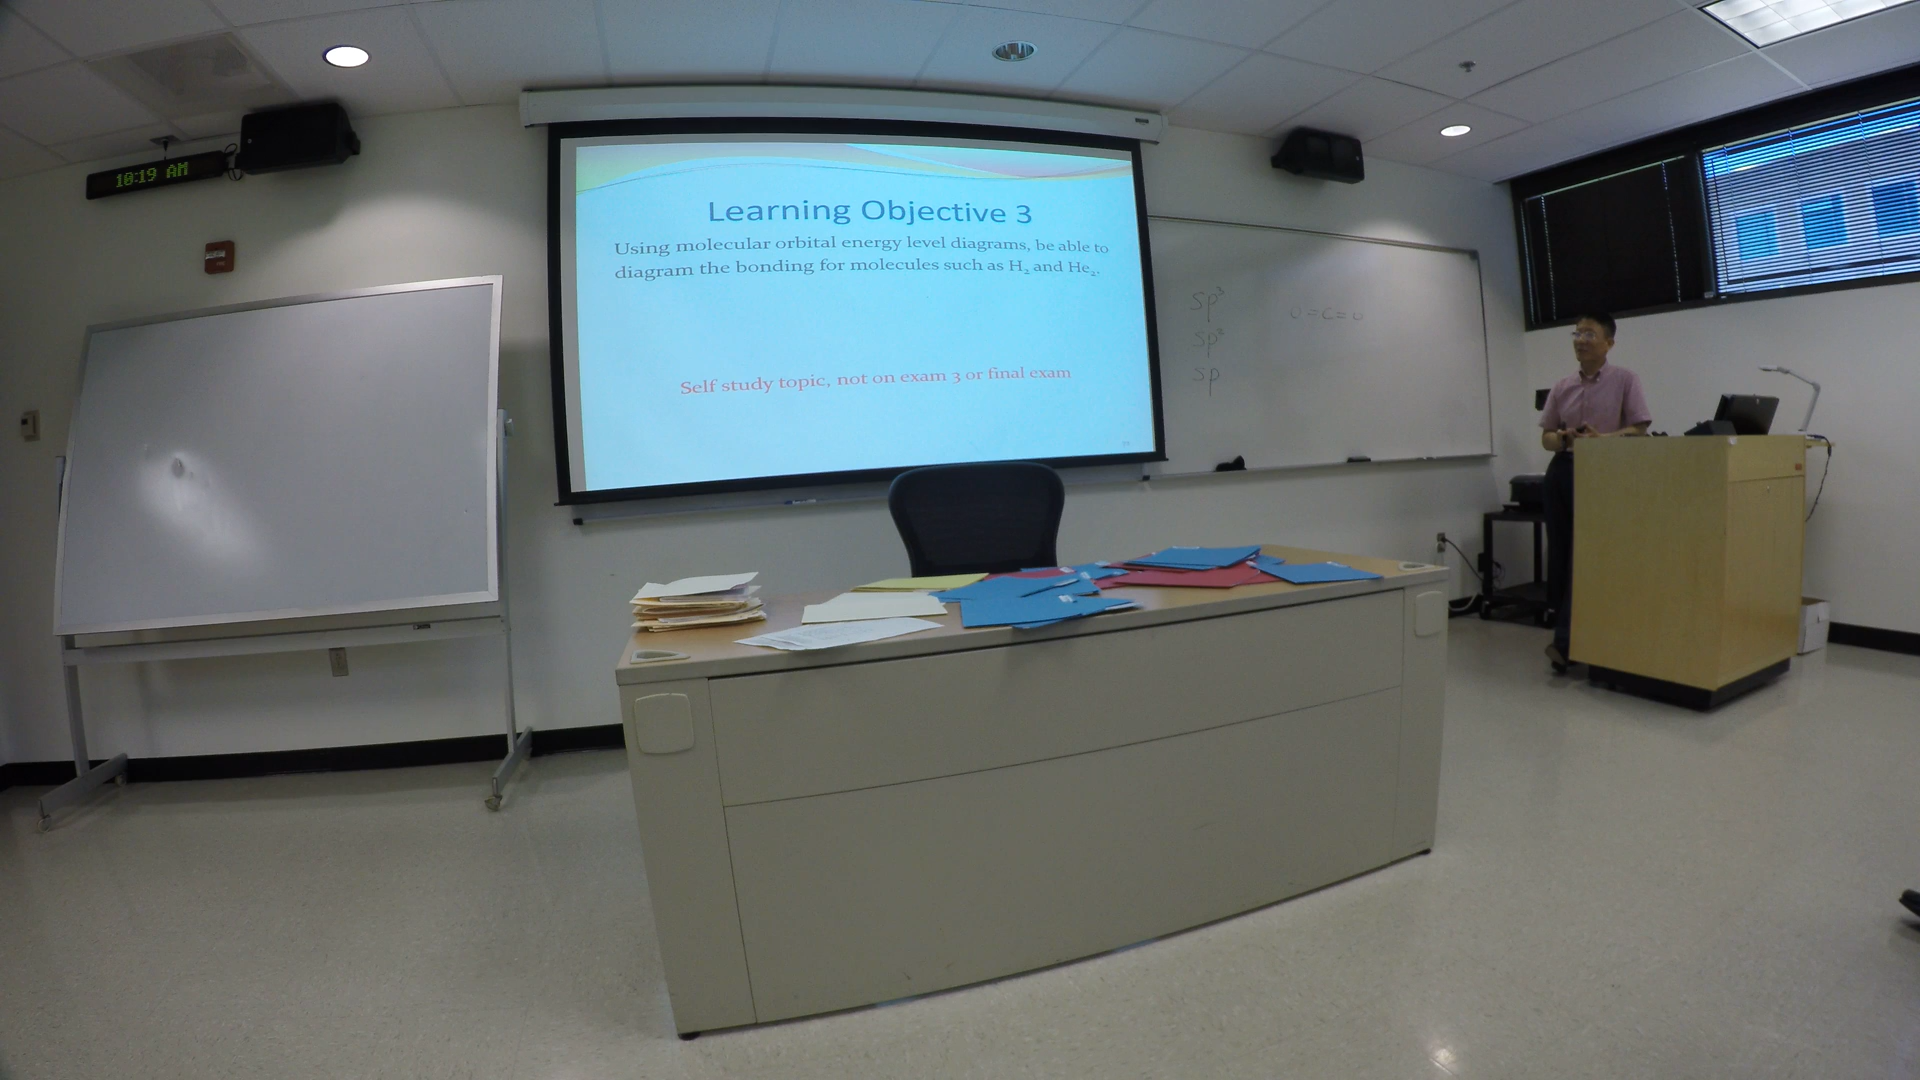 10:19 AM
Learning Objective 3
Using molecular orbital energy level diagrams, be able to
diagram the bonding for molecules such as H₂ and He₂.
Self study topic, not on exam 3 or final exam
sp³
sp²
sp
O=C=O